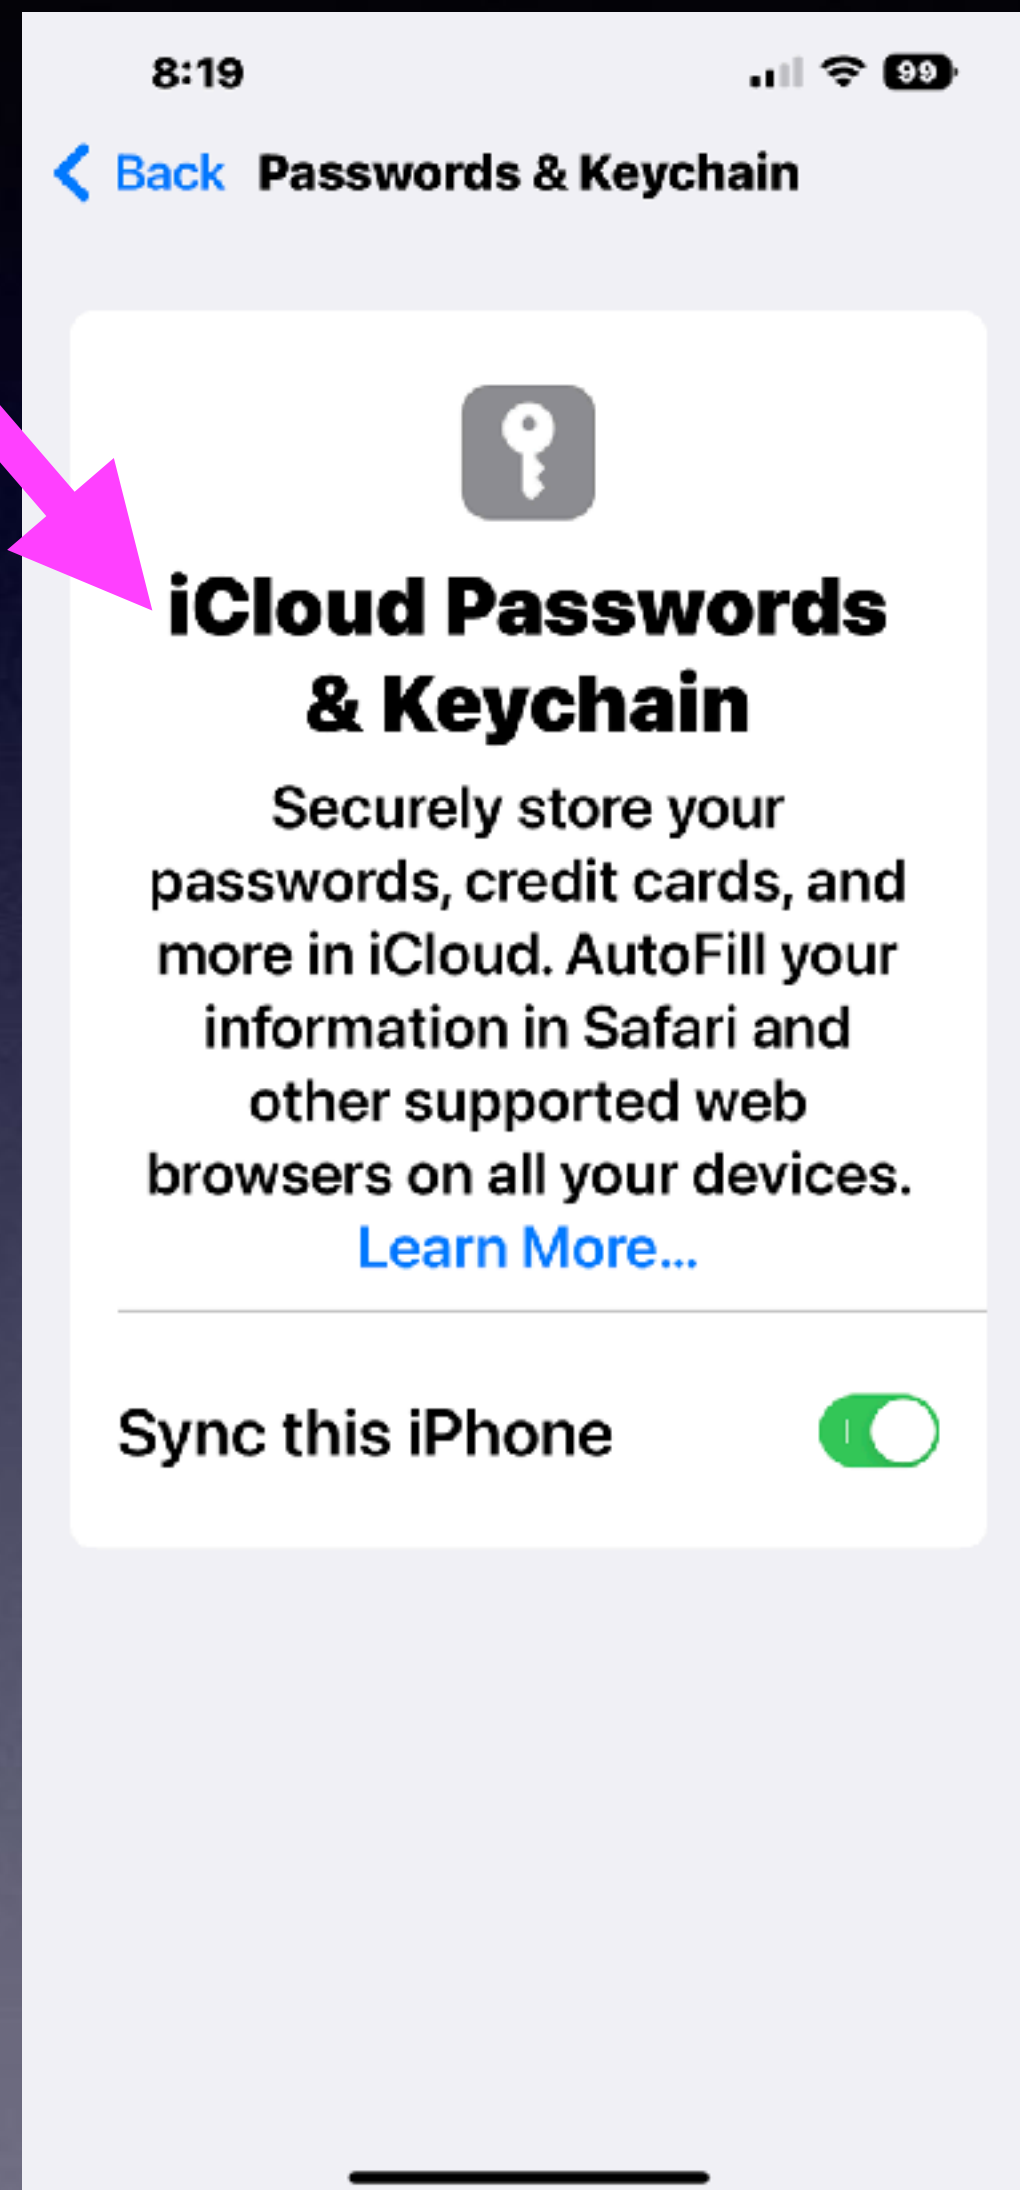 8:19 99
Back Passwords & Keychain
iCloud Passwords
& Keychain
Securely store your
passwords, credit cards, and
more in iCloud. AutoFill your
information in Safari and
other supported web
browsers on all your devices.
Learn More...
Sync this iPhone